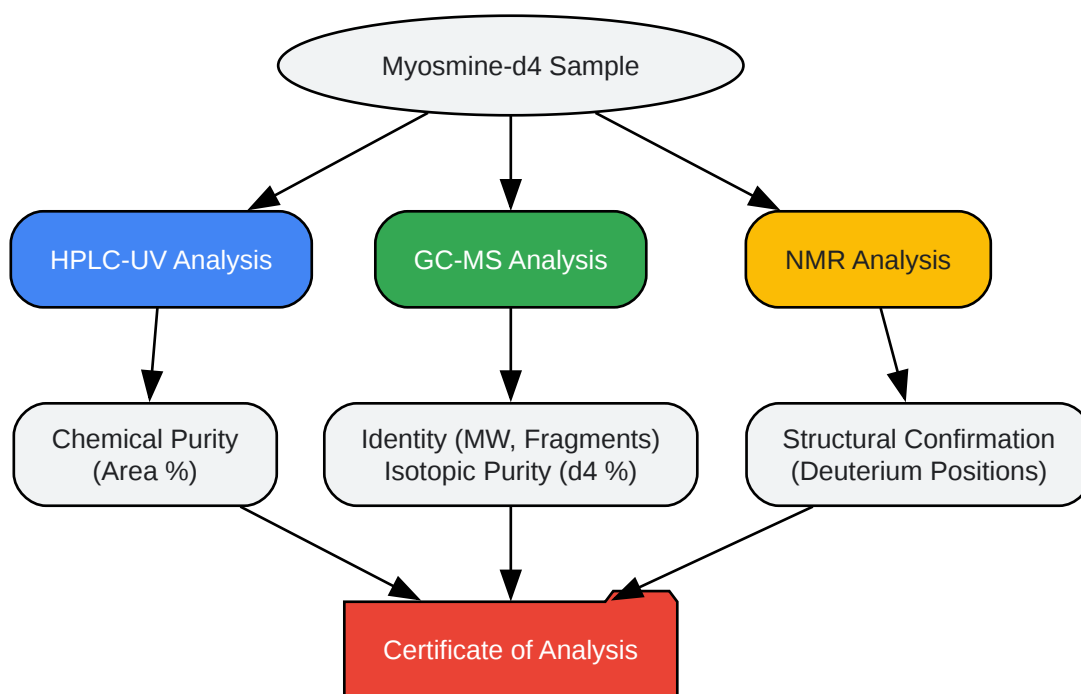 Myosmine-d4 Sample
HPLC-UV Analysis
GC-MS Analysis
NMR Analysis
Chemical Purity
(Area %)
Identity (MW, Fragments)
Isotopic Purity (d4 %)
Structural Confirmation
(Deuterium Positions)
Certificate of Analysis